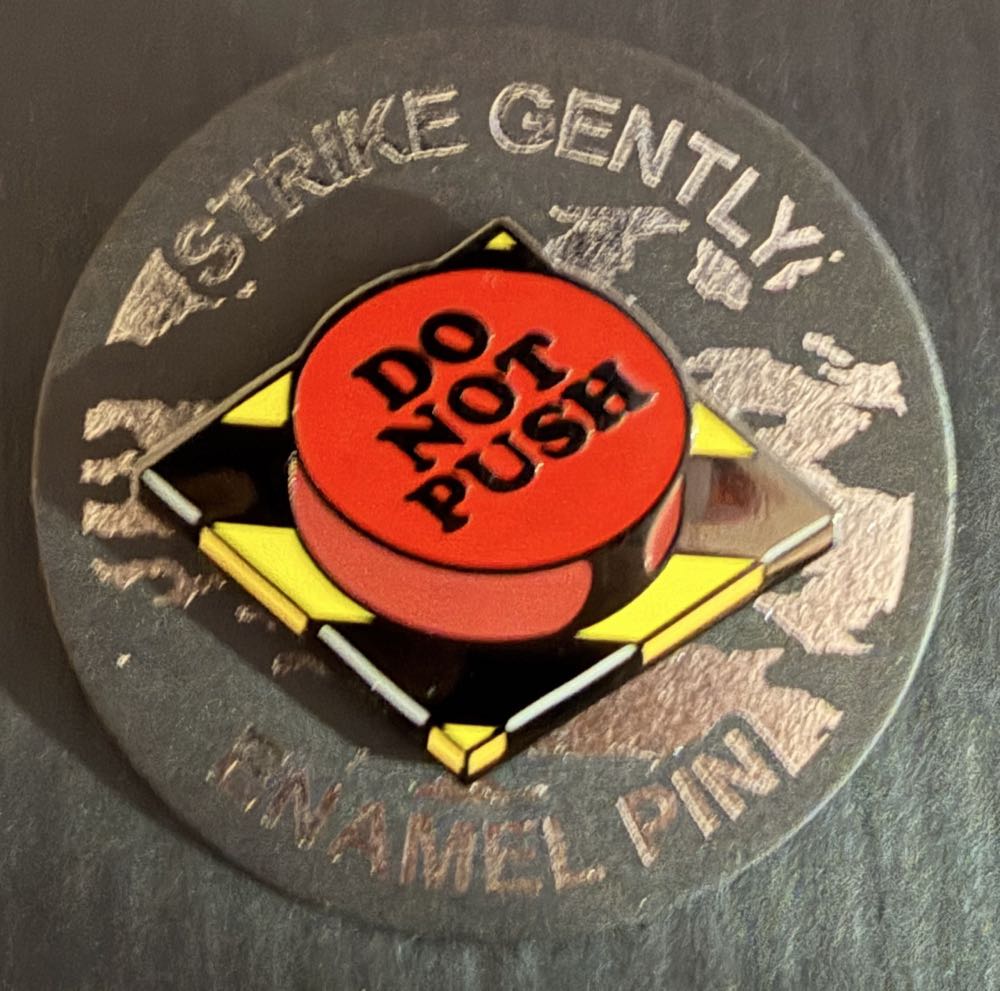 STRIKE GENTLY
DO
NOT
PUSH
ENAMEL PIN